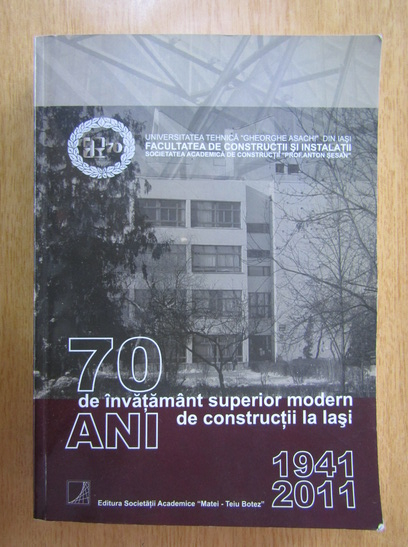 70
UNIVERSITATEA TEHNICĂ "GHEORGHE ASACHI" DIN IAŞI
FACULTATEA DE CONSTRUCŢII ŞI INSTALAŢII
SOCIETATEA ACADEMICĂ DE CONSTRUCŢII "PROF.ANTON ŞESAN"
70
de învăţământ superior modern
ANI
de construcţii la Iaşi
1941
2011
Editura Societăţii Academice "Matei - Teiu Botez"